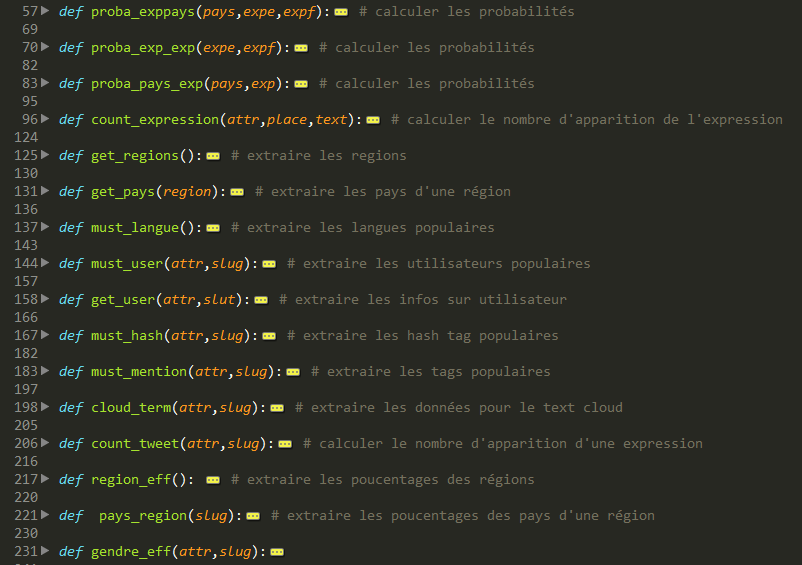 57 def proba_exppays(pays,expe,expf): # calculer les probabilités
69
70 def proba_exp_exp(expe,expf): # calculer les probabilités
82
83 def proba_pays_exp(pays,exp): # calculer les probabilités
95
96 def count_expression(attr,place,text): # calculer le nombre d'apparition de l'expression
124
125 def get_regions(): # extraire les regions
130
131 def get_pays(region): # extraire les pays d'une région
136
137 def must_langue(): # extraire les langues populaires
143
144 def must_user(attr,slug): # extraire les utilisateurs populaires
157
158 def get_user(attr,slut): # extraire les infos sur utilisateur
166
167 def must_hash(attr,slug): # extraire les hash tag populaires
182
183 def must_mention(attr,slug): # extraire les tags populaires
197
198 def cloud_term(attr,slug): # extraire les données pour le text cloud
205
206 def count_tweet(attr,slug): # calculer le nombre d'apparition d'une expression
216
217 def region_eff(): # extraire les poucentages des régions
220
221 def pays_region(slug): # extraire les poucentages des pays d'une région
230
231 def gendre_eff(attr,slug):